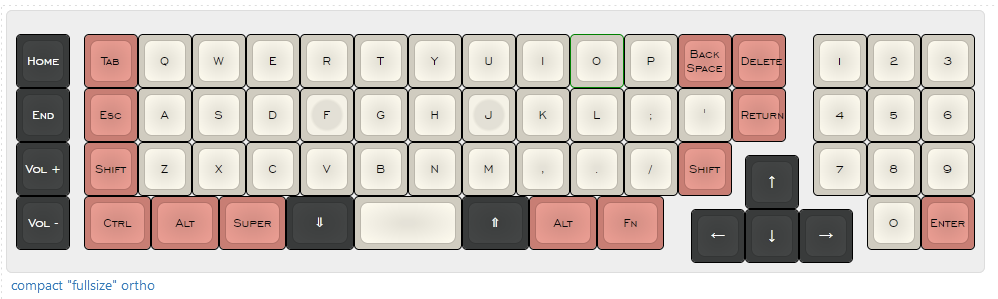 Home Tab Q W E R T Y U I O P Back Space Delete 1 2 3
End Esc A S D F G H J K L ; ' Return 4 5 6
Vol + Shift Z X C V B N M , . / Shift ↑ 7 8 9
Vol - Ctrl Alt Super ⇓ ⇑ Alt Fn ← ↓ → 0 Enter
compact "fullsize" ortho